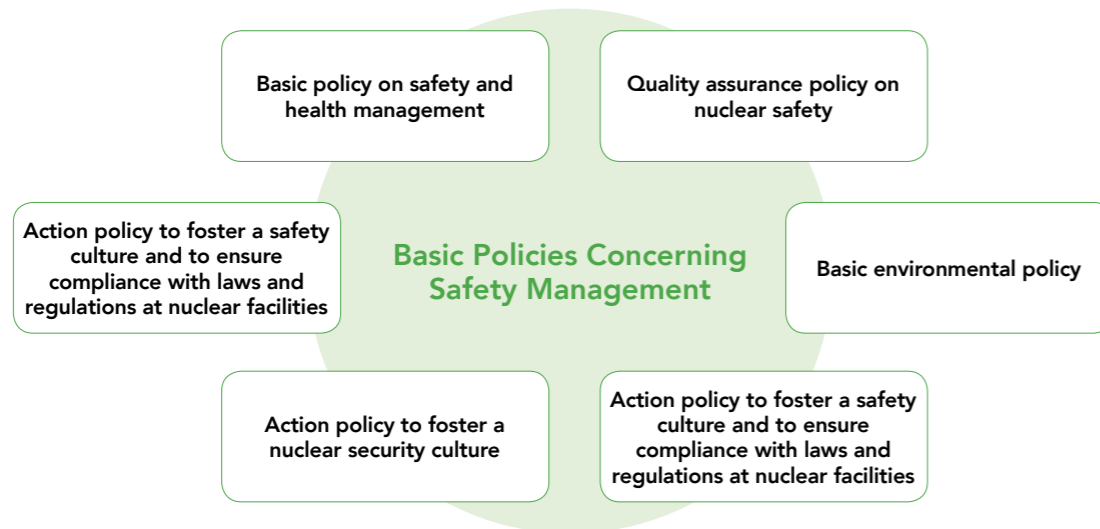 Basic policy on safety and
health management
Quality assurance policy on
nuclear safety
Action policy to foster a safety
culture and to ensure
compliance with laws and
regulations at nuclear facilities
Basic Policies Concerning
Safety Management
Basic environmental policy
Action policy to foster a
nuclear security culture
Action policy to foster a safety
culture and to ensure
compliance with laws and
regulations at nuclear facilities